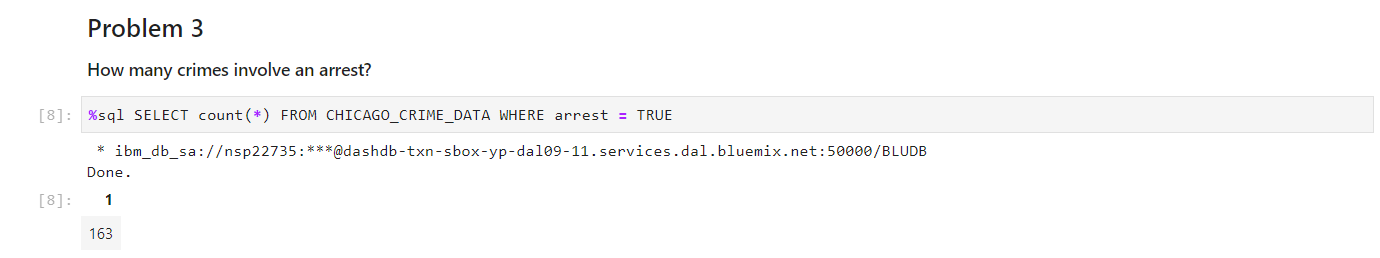 Problem 3
How many crimes involve an arrest?
[8]: %sql SELECT count(*) FROM CHICAGO_CRIME_DATA WHERE arrest = TRUE
* ibm_db_sa://nsp22735:***@dashdb-txn-sbox-yp-dal09-11.services.dal.bluemix.net:50000/BLUDB
Done.
[8]: 1
163